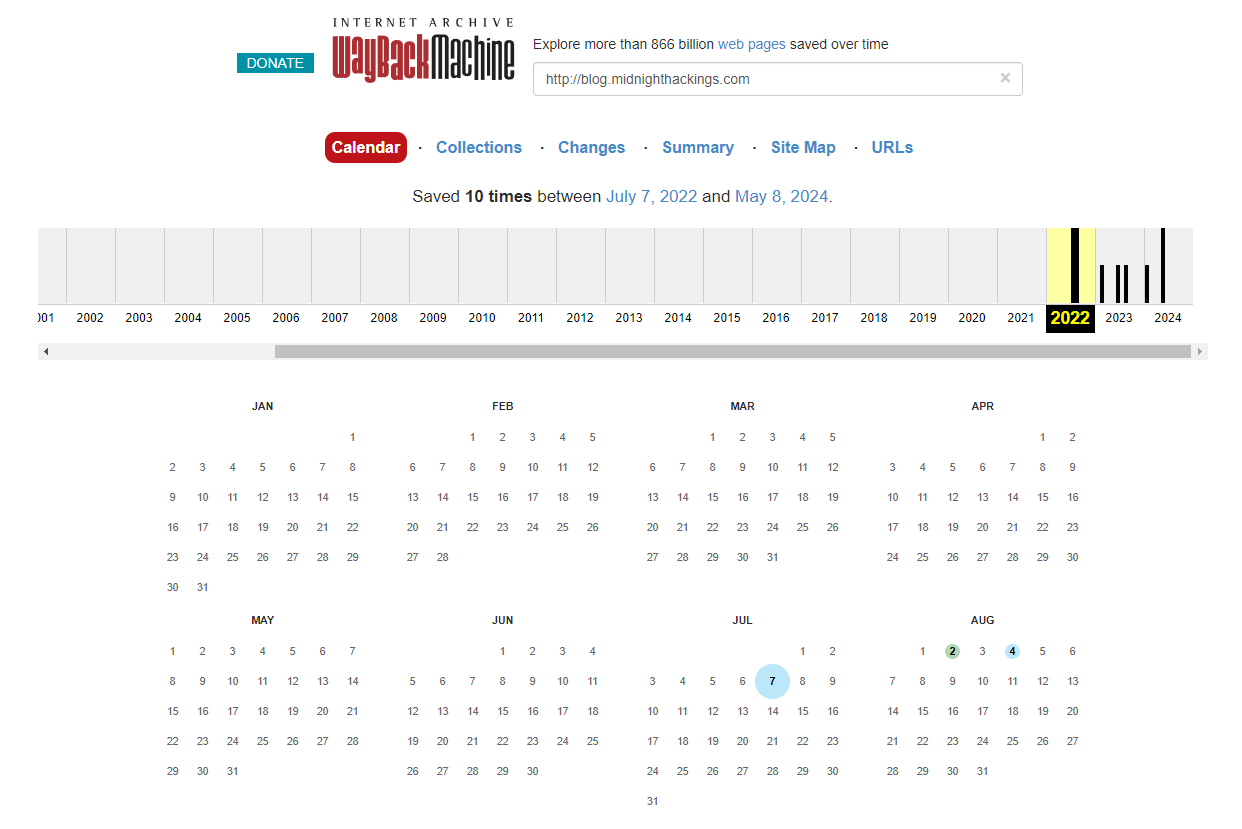 INTERNET ARCHIVE
DONATE
WayBackMachine
Explore more than 866 billion web pages saved over time
http://blog.midnighthackings.com ×
Calendar · Collections · Changes · Summary · Site Map · URLs
Saved 10 times between July 7, 2022 and May 8, 2024.
01 2002 2003 2004 2005 2006 2007 2008 2009 2010 2011 2012 2013 2014 2015 2016 2017 2018 2019 2020 2021 2022 2023 2024
JAN
1
2 3 4 5 6 7 8
9 10 11 12 13 14 15
16 17 18 19 20 21 22
23 24 25 26 27 28 29
30 31
FEB
1 2 3 4 5
6 7 8 9 10 11 12
13 14 15 16 17 18 19
20 21 22 23 24 25 26
27 28
MAR
1 2 3 4 5
6 7 8 9 10 11 12
13 14 15 16 17 18 19
20 21 22 23 24 25 26
27 28 29 30 31
APR
1 2
3 4 5 6 7 8 9
10 11 12 13 14 15 16
17 18 19 20 21 22 23
24 25 26 27 28 29 30
MAY
1 2 3 4 5 6 7
8 9 10 11 12 13 14
15 16 17 18 19 20 21
22 23 24 25 26 27 28
29 30 31
JUN
1 2 3 4
5 6 7 8 9 10 11
12 13 14 15 16 17 18
19 20 21 22 23 24 25
26 27 28 29 30
JUL
1 2
3 4 5 6 7 8 9
10 11 12 13 14 15 16
17 18 19 20 21 22 23
24 25 26 27 28 29 30
31
AUG
1 2 3 4 5 6
7 8 9 10 11 12 13
14 15 16 17 18 19 20
21 22 23 24 25 26 27
28 29 30 31